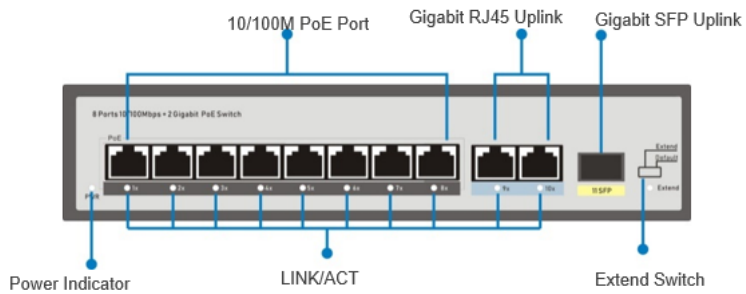 10/100M PoE Port
Gigabit RJ45 Uplink
Gigabit SFP Uplink
8 Ports 10/100Mbps + 2 Gigabit PoE Switch
PoE
Extend
Default
PWR
1x 2x 3x 4x 5x 6x 7x 8x 9x 10x
11 SFP
Extend
Power Indicator
LINK/ACT
Extend Switch